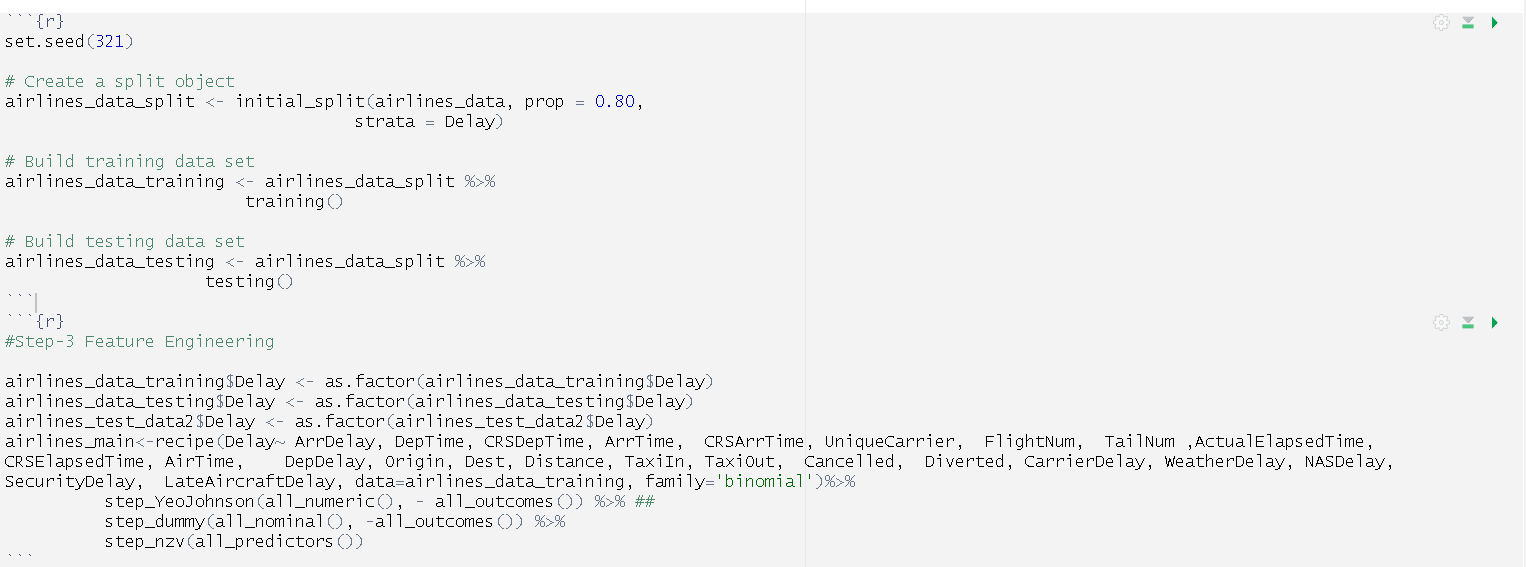 ```{r}
set.seed(321)
# Create a split object
airlines_data_split <- initial_split(airlines_data, prop = 0.80,
                                   strata = Delay)
# Build training data set
airlines_data_training <- airlines_data_split %>%
                        training()
# Build testing data set
airlines_data_testing <- airlines_data_split %>%
                    testing()
```
```{r}
#Step-3 Feature Engineering
airlines_data_training$Delay <- as.factor(airlines_data_training$Delay)
airlines_data_testing$Delay <- as.factor(airlines_data_testing$Delay)
airlines_test_data2$Delay <- as.factor(airlines_test_data2$Delay)
airlines_main<-recipe(Delay~ ArrDelay, DepTime, CRSDepTime, ArrTime,  CRSArrTime, UniqueCarrier,  FlightNum,  TailNum ,ActualElapsedTime,
CRSElapsedTime, AirTime,    DepDelay, Origin, Dest, Distance, TaxiIn, TaxiOut,  Cancelled,  Diverted, CarrierDelay, WeatherDelay, NASDelay,
SecurityDelay,  LateAircraftDelay, data=airlines_data_training, family='binomial')%>%
          step_YeoJohnson(all_numeric(), - all_outcomes()) %>% ##
          step_dummy(all_nominal(), -all_outcomes()) %>%
          step_nzv(all_predictors())
```